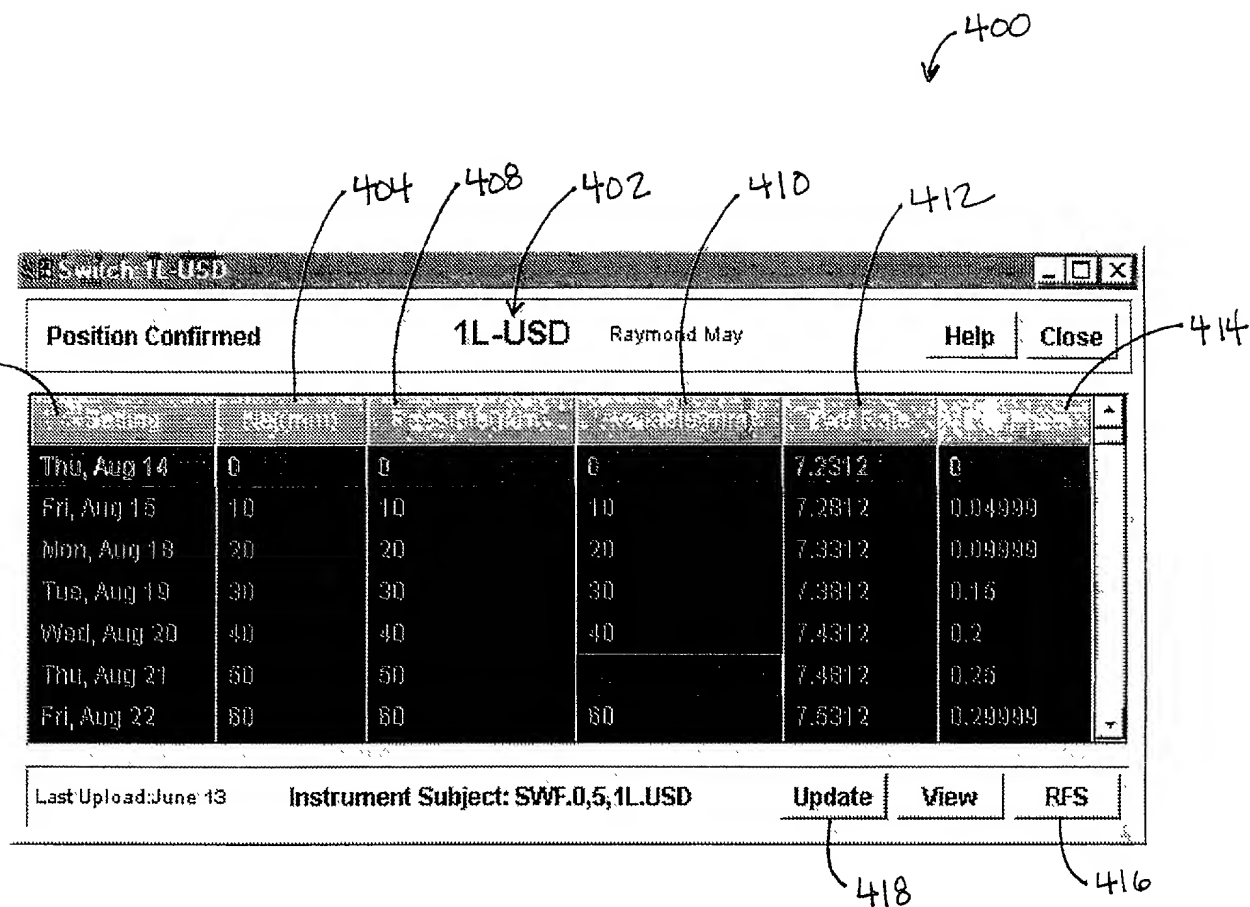 400
404 408 402 410 412
Switch 1L-USD
Position Confirmed 1L-USD Raymond May Help Close 414
Thu, Aug 14 0 0 0 7.2312 0
Fri, Aug 15 10 10 10 7.2812 0.04999
Mon, Aug 18 20 20 20 7.3312 0.09999
Tue, Aug 19 30 30 30 7.3812 0.15
Wed, Aug 20 40 40 40 7.4312 0.2
Thu, Aug 21 50 50 7.4812 0.25
Fri, Aug 22 60 60 60 7.5312 0.29999
Last Upload:June 13 Instrument Subject: SWF.0,5,1L.USD Update View RFS
418 416